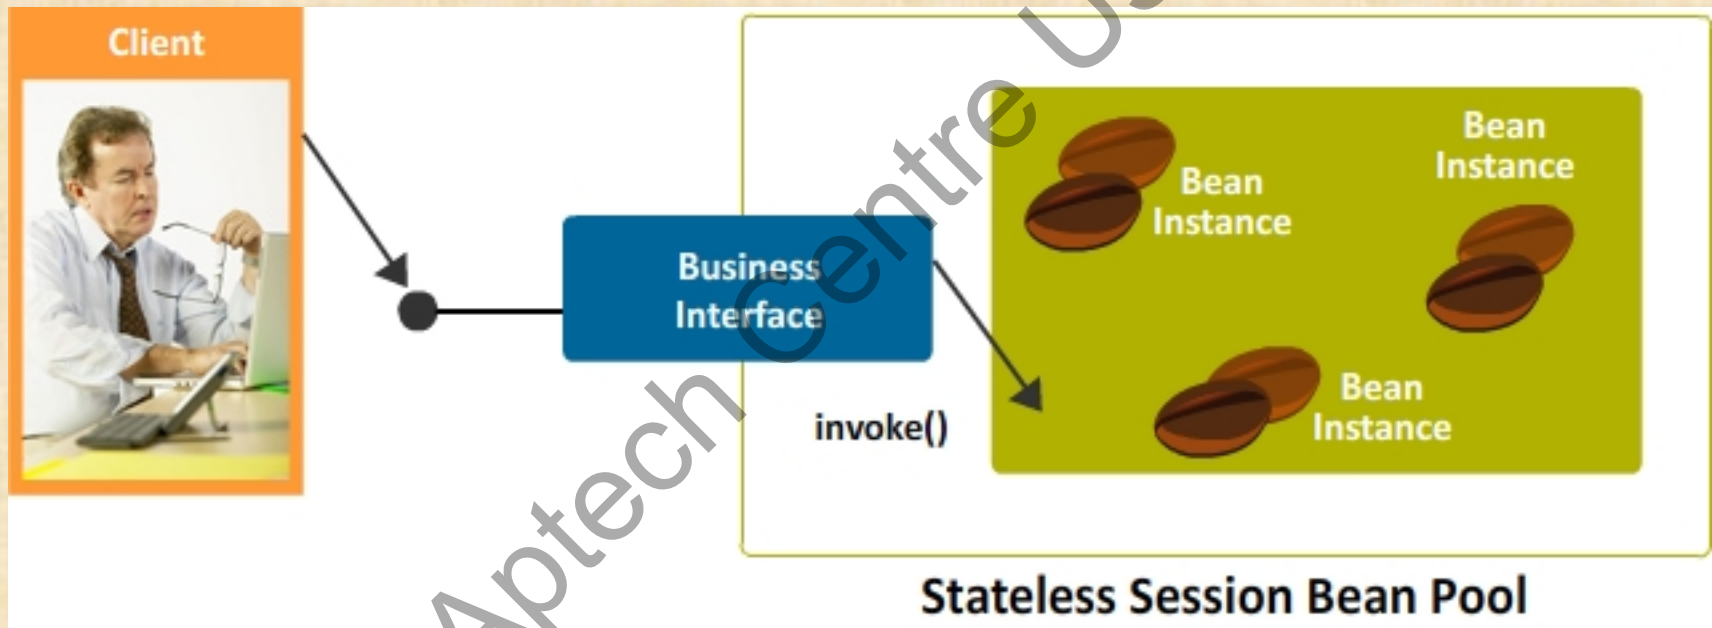 Client
Business
Interface
invoke()
Bean
Instance
Bean
Instance
Bean
Instance
Stateless Session Bean Pool
Aptech Centre